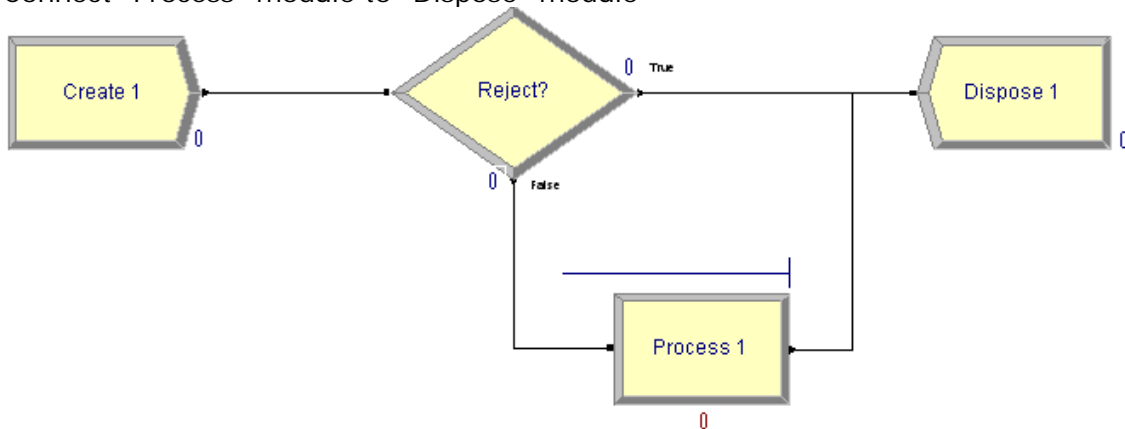 connect "Process" module to "Dispose" module
Create 1
0
Reject?
0 True
0 False
Dispose 1
0
Process 1
0